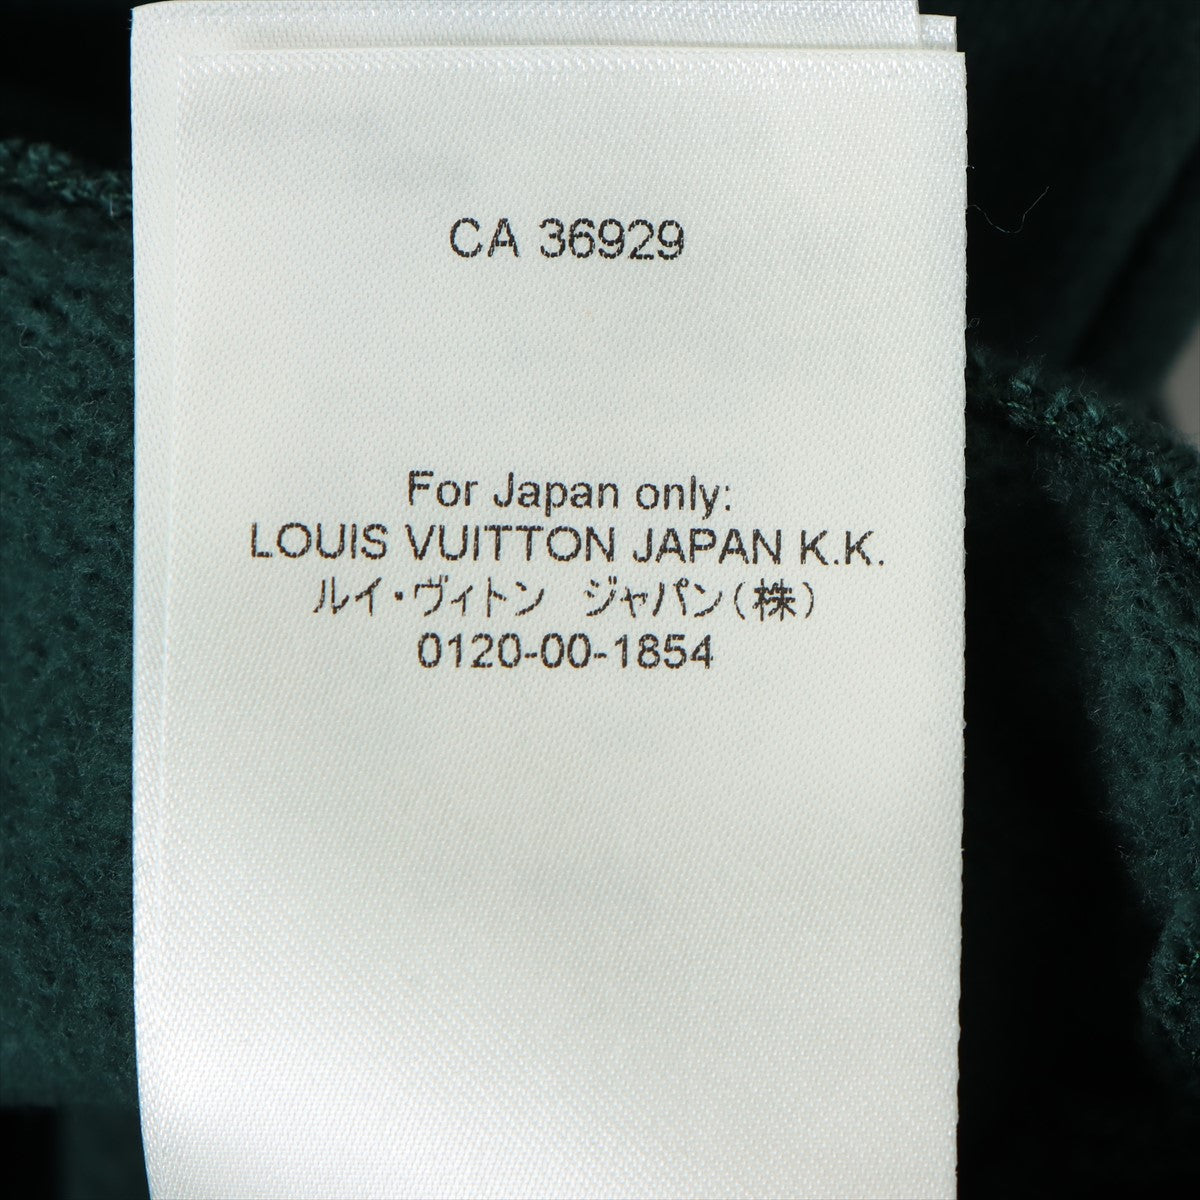 CA 36929
For Japan only:
LOUIS VUITTON JAPAN K.K.
ルイ・ヴィトン　ジャパン(株)
0120-00-1854